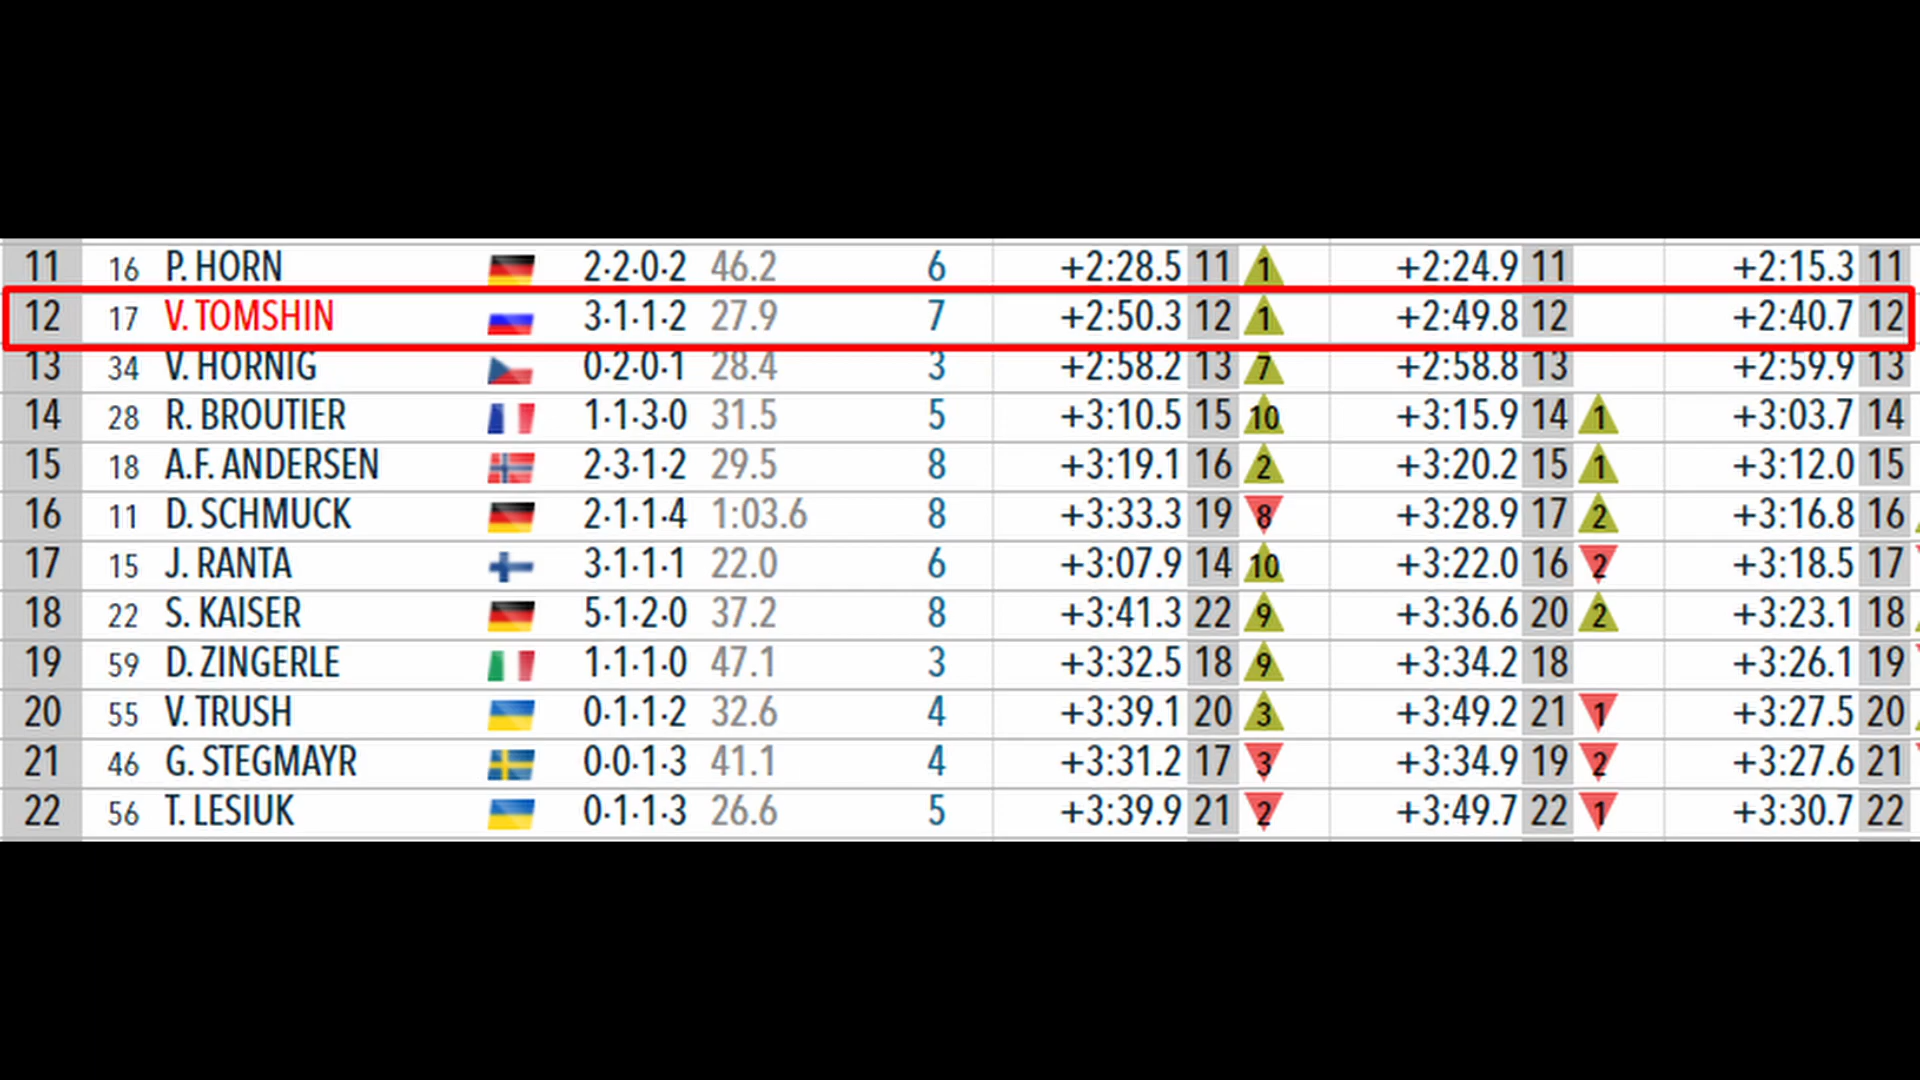 11 16 P. HORN 2·2·0·2 46.2 6 +2:28.5 11 1 +2:24.9 11 +2:15.3 11
12 17 V. TOMSHIN 3·1·1·2 27.9 7 +2:50.3 12 1 +2:49.8 12 +2:40.7 12
13 34 V. HORNIG 0·2·0·1 28.4 3 +2:58.2 13 7 +2:58.8 13 +2:59.9 13
14 28 R. BROUTIER 1·1·3·0 31.5 5 +3:10.5 15 10 +3:15.9 14 1 +3:03.7 14
15 18 A.F. ANDERSEN 2·3·1·2 29.5 8 +3:19.1 16 2 +3:20.2 15 1 +3:12.0 15
16 11 D. SCHMUCK 2·1·1·4 1:03.6 8 +3:33.3 19 8 +3:28.9 17 2 +3:16.8 16
17 15 J. RANTA 3·1·1·1 22.0 6 +3:07.9 14 10 +3:22.0 16 2 +3:18.5 17
18 22 S. KAISER 5·1·2·0 37.2 8 +3:41.3 22 9 +3:36.6 20 2 +3:23.1 18
19 59 D. ZINGERLE 1·1·1·0 47.1 3 +3:32.5 18 9 +3:34.2 18 +3:26.1 19
20 55 V. TRUSH 0·1·1·2 32.6 4 +3:39.1 20 3 +3:49.2 21 1 +3:27.5 20
21 46 G. STEGMAYR 0·0·1·3 41.1 4 +3:31.2 17 3 +3:34.9 19 2 +3:27.6 21
22 56 T. LESIUK 0·1·1·3 26.6 5 +3:39.9 21 2 +3:49.7 22 1 +3:30.7 22